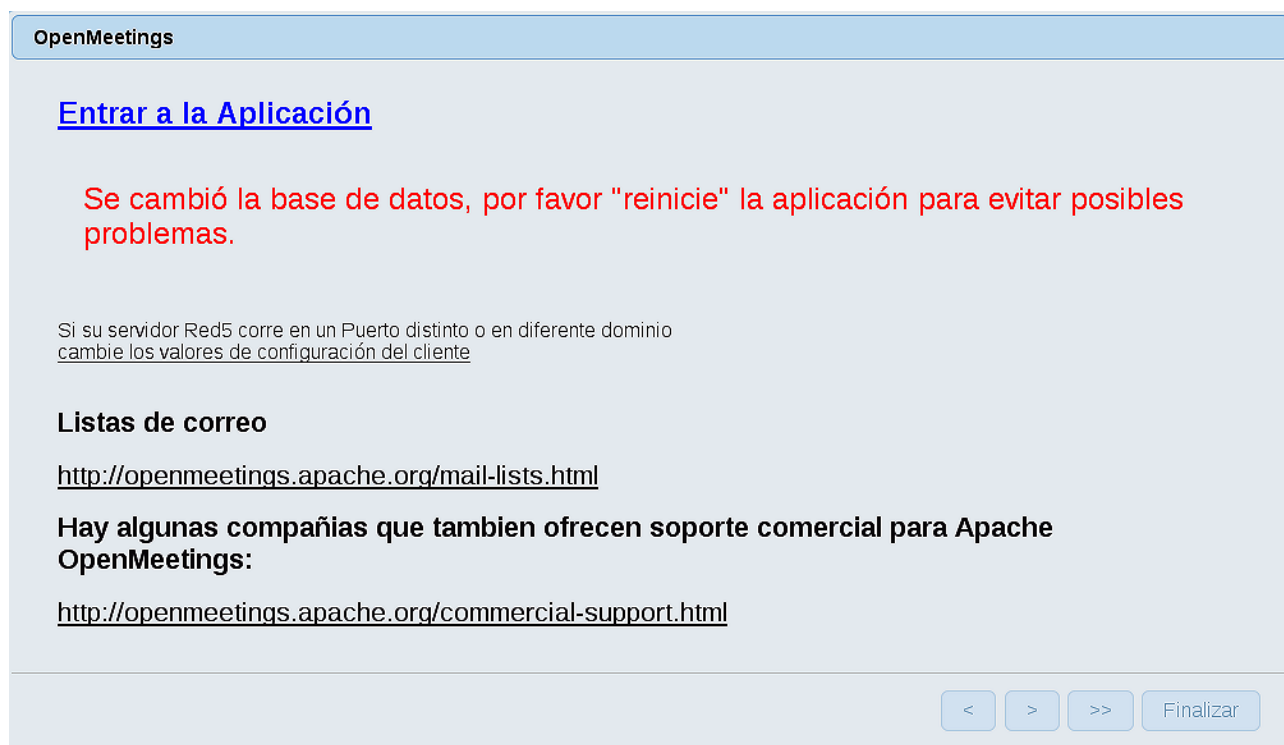 OpenMeetings
Entrar a la Aplicación
Se cambió la base de datos, por favor "reinicie" la aplicación para evitar posibles
problemas.
Si su servidor Red5 corre en un Puerto distinto o en diferente dominio
cambie los valores de configuración del cliente
Listas de correo
http://openmeetings.apache.org/mail-lists.html
Hay algunas compañias que tambien ofrecen soporte comercial para Apache
OpenMeetings:
http://openmeetings.apache.org/commercial-support.html
< > >> Finalizar